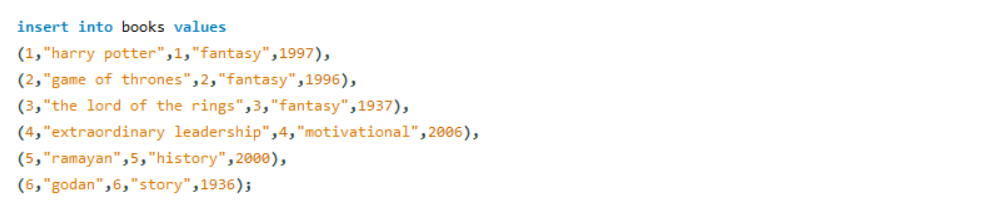 insert into books values
(1,"harry potter",1,"fantasy",1997),
(2,"game of thrones",2,"fantasy",1996),
(3,"the lord of the rings",3,"fantasy",1937),
(4,"extraordinary leadership",4,"motivational",2006),
(5,"ramayan",5,"history",2000),
(6,"godan",6,"story",1936);